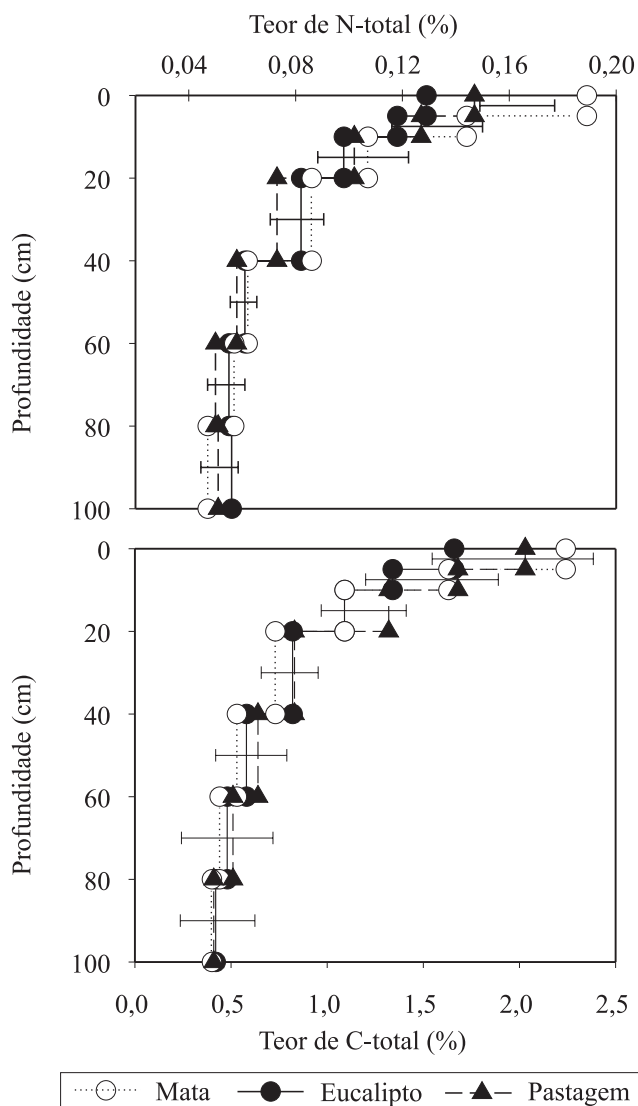 Teor de N-total (%)
0,04 0,08 0,12 0,16 0,20
Profundidade (cm)
0
20
40
60
80
100
Profundidade (cm)
0
20
40
60
80
100
0,0 0,5 1,0 1,5 2,0 2,5
Teor de C-total (%)
Mata Eucalipto Pastagem